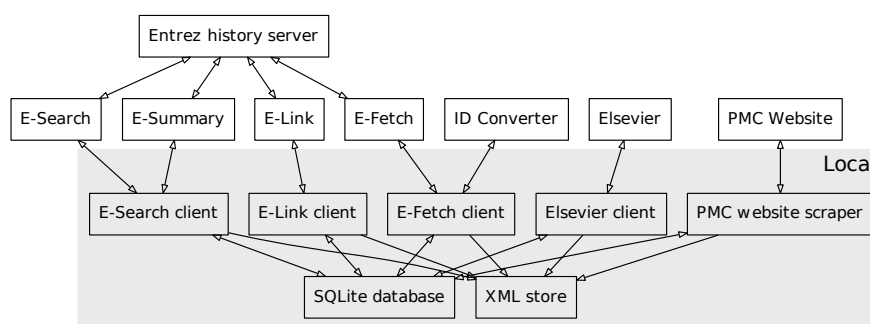 Entrez history server
E-Search
E-Summary
E-Link
E-Fetch
ID Converter
Elsevier
PMC Website
Loca
E-Search client
E-Link client
E-Fetch client
Elsevier client
PMC website scraper
SQLite database
XML store